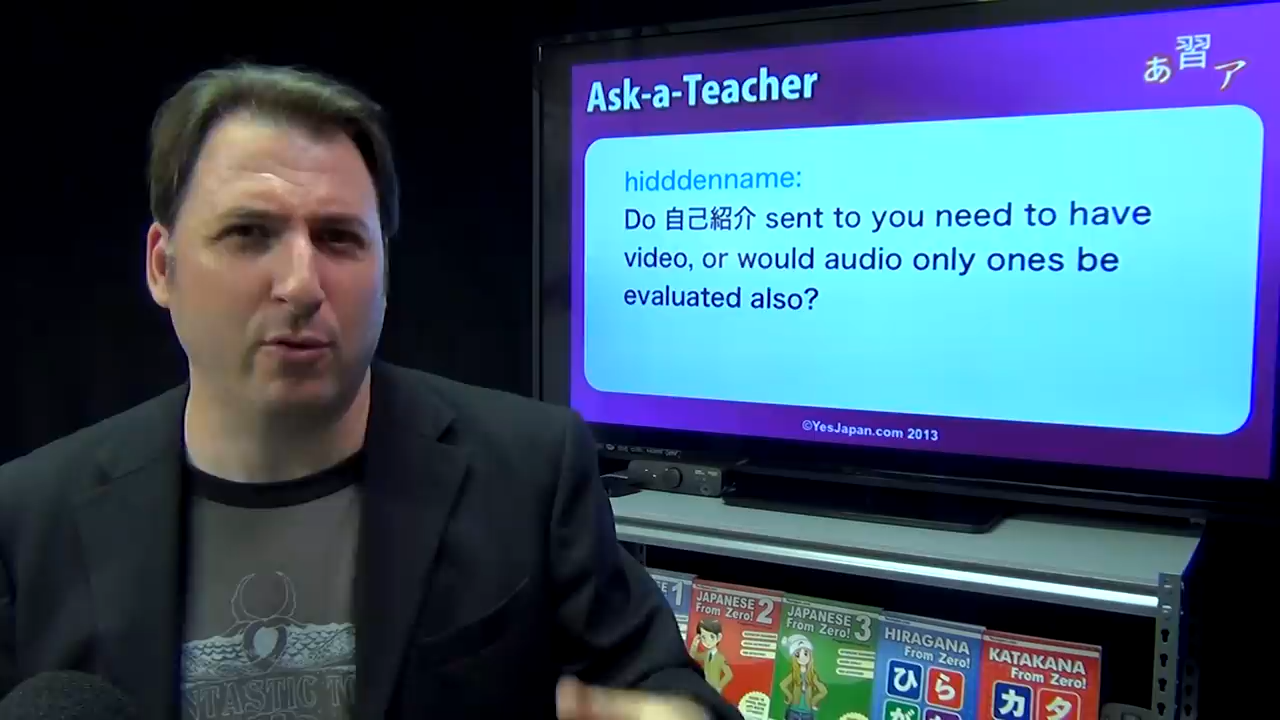 あ習ア
Ask-a-Teacher
hidddenname:
Do 自己紹介 sent to you need to have
video, or would audio only ones be
evaluated also?
©YesJapan.com 2013
1
JAPANESE 2
From Zero!
JAPANESE 3
From Zero!
HIRAGANA
From Zero!
ひら
KATAKANA
From Zero!
カタ